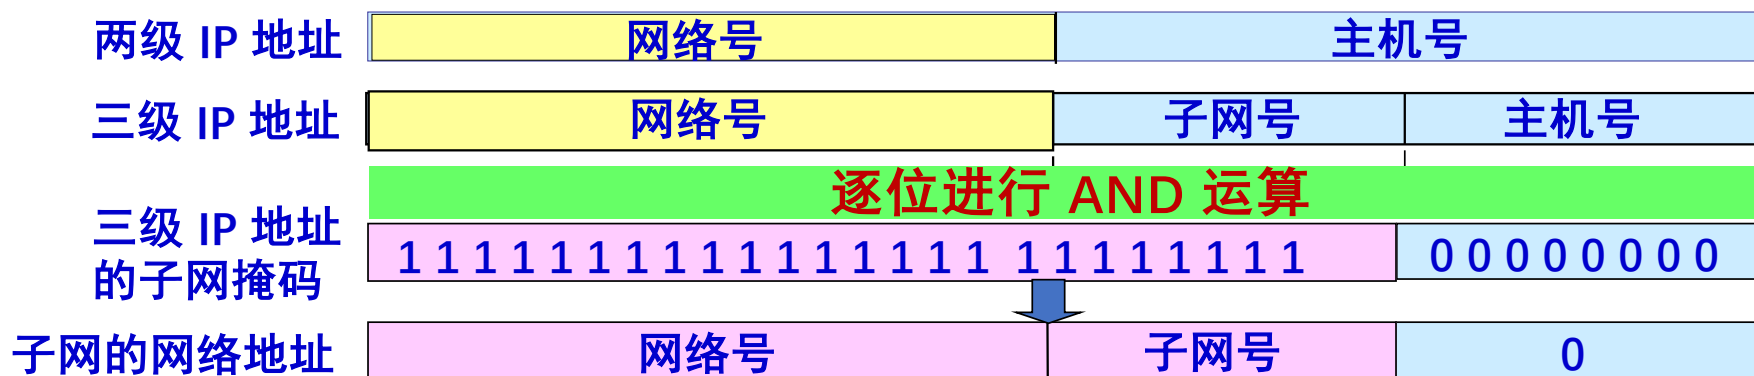 两级 IP 地址 网络号 主机号
三级 IP 地址 网络号 子网号 主机号
逐位进行 AND 运算
三级 IP 地址
的子网掩码
1 1 1 1 1 1 1 1 1 1 1 1 1 1 1 1 1 1 1 1 1 1 1 1 0 0 0 0 0 0 0 0
子网的网络地址 网络号 子网号 0